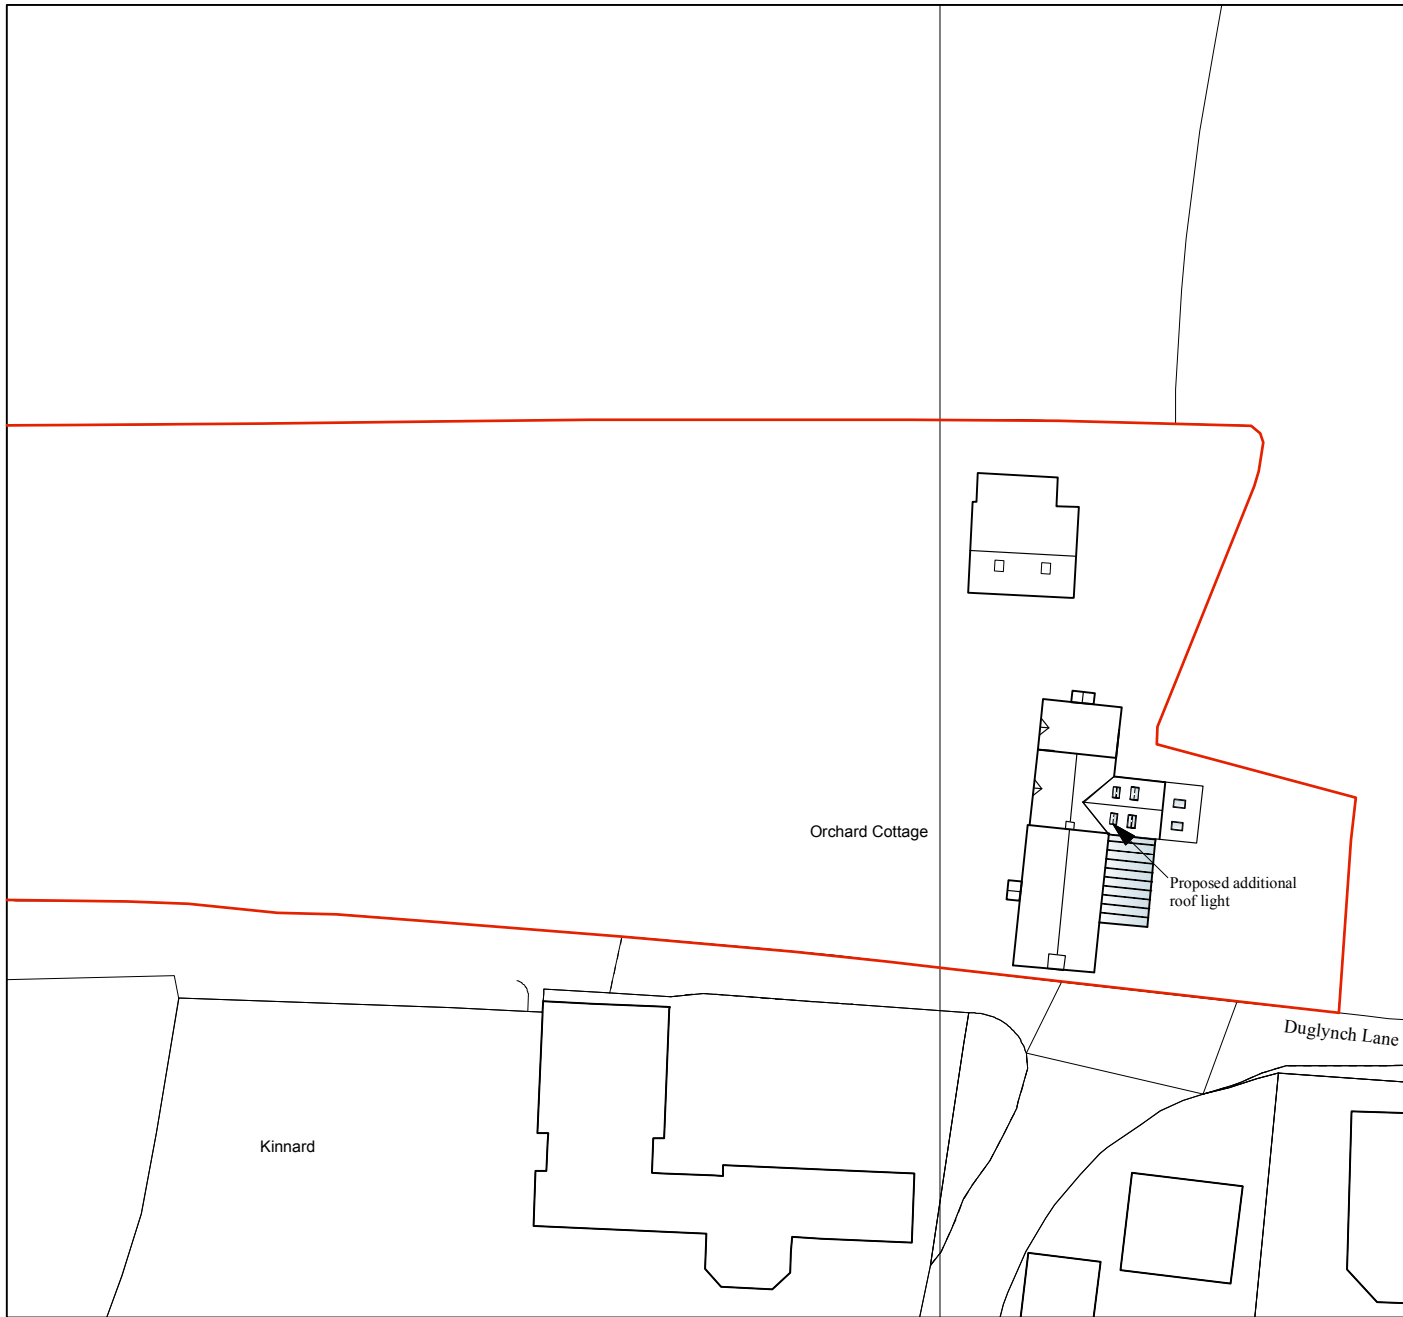 Orchard Cottage
Proposed additional
roof light
Duglynch Lane
Kinnard